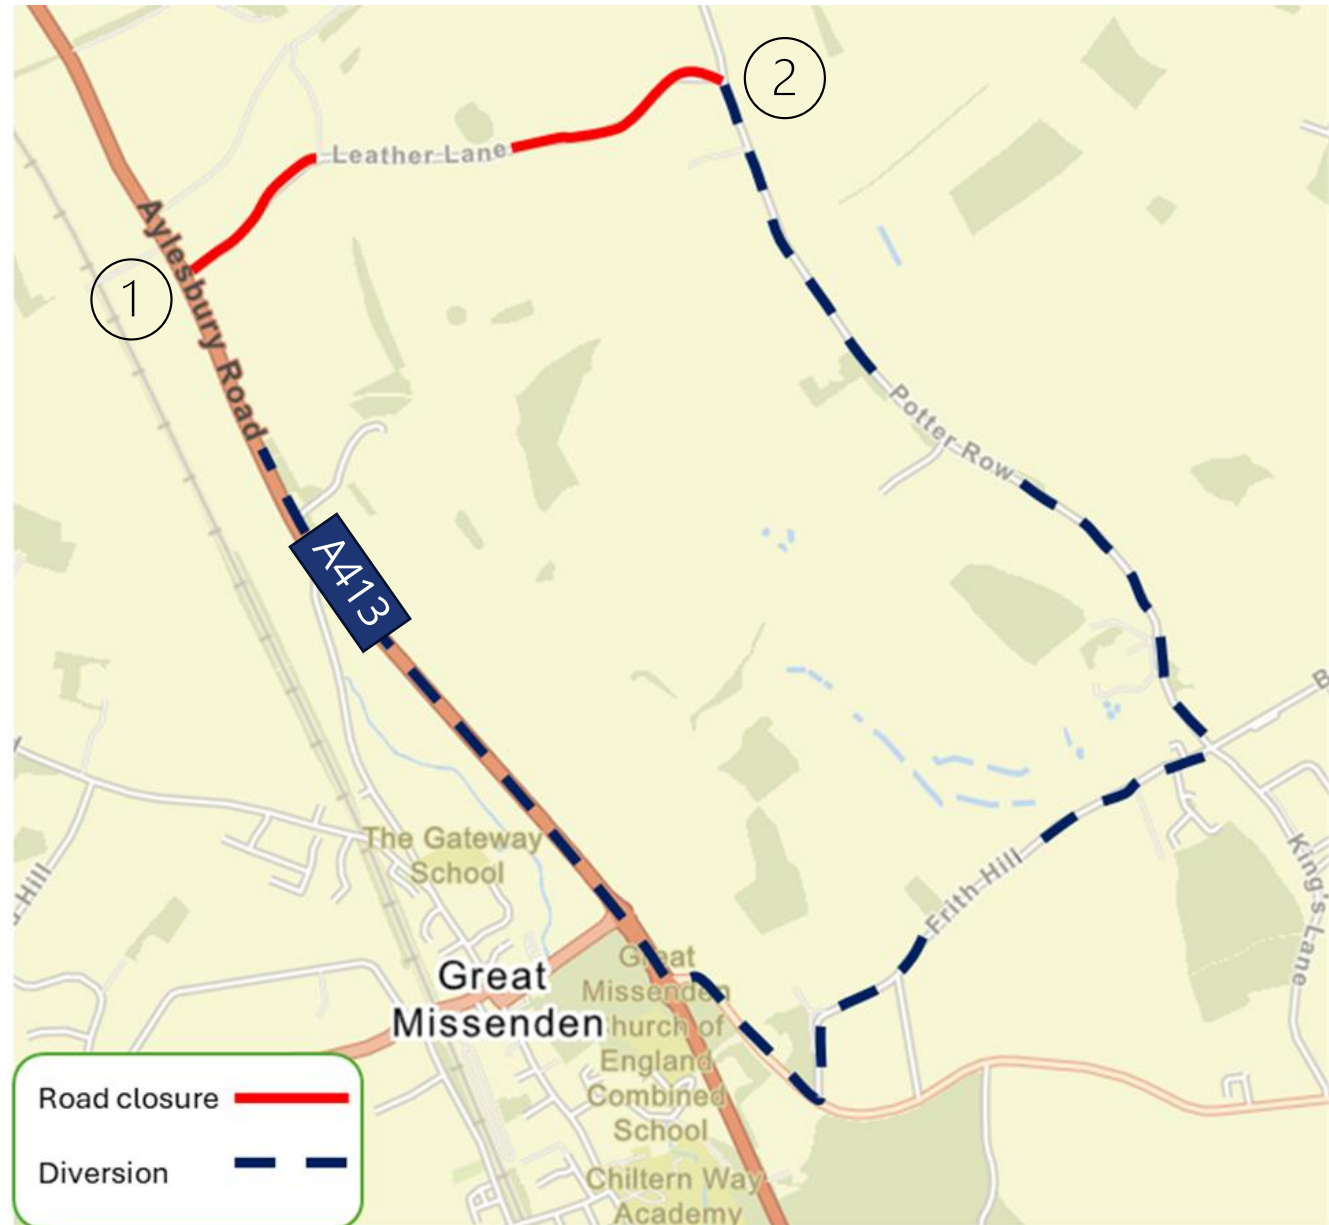 2
Leather Lane
Aylesbury Road
1
Potter Row
A413
The Gateway
School
Frith Hill
King's Lane
Great
Missenden
Great
Missenden
Church of
England
Combined
School
Chiltern Way
Academy
Hill
Road closure
Diversion